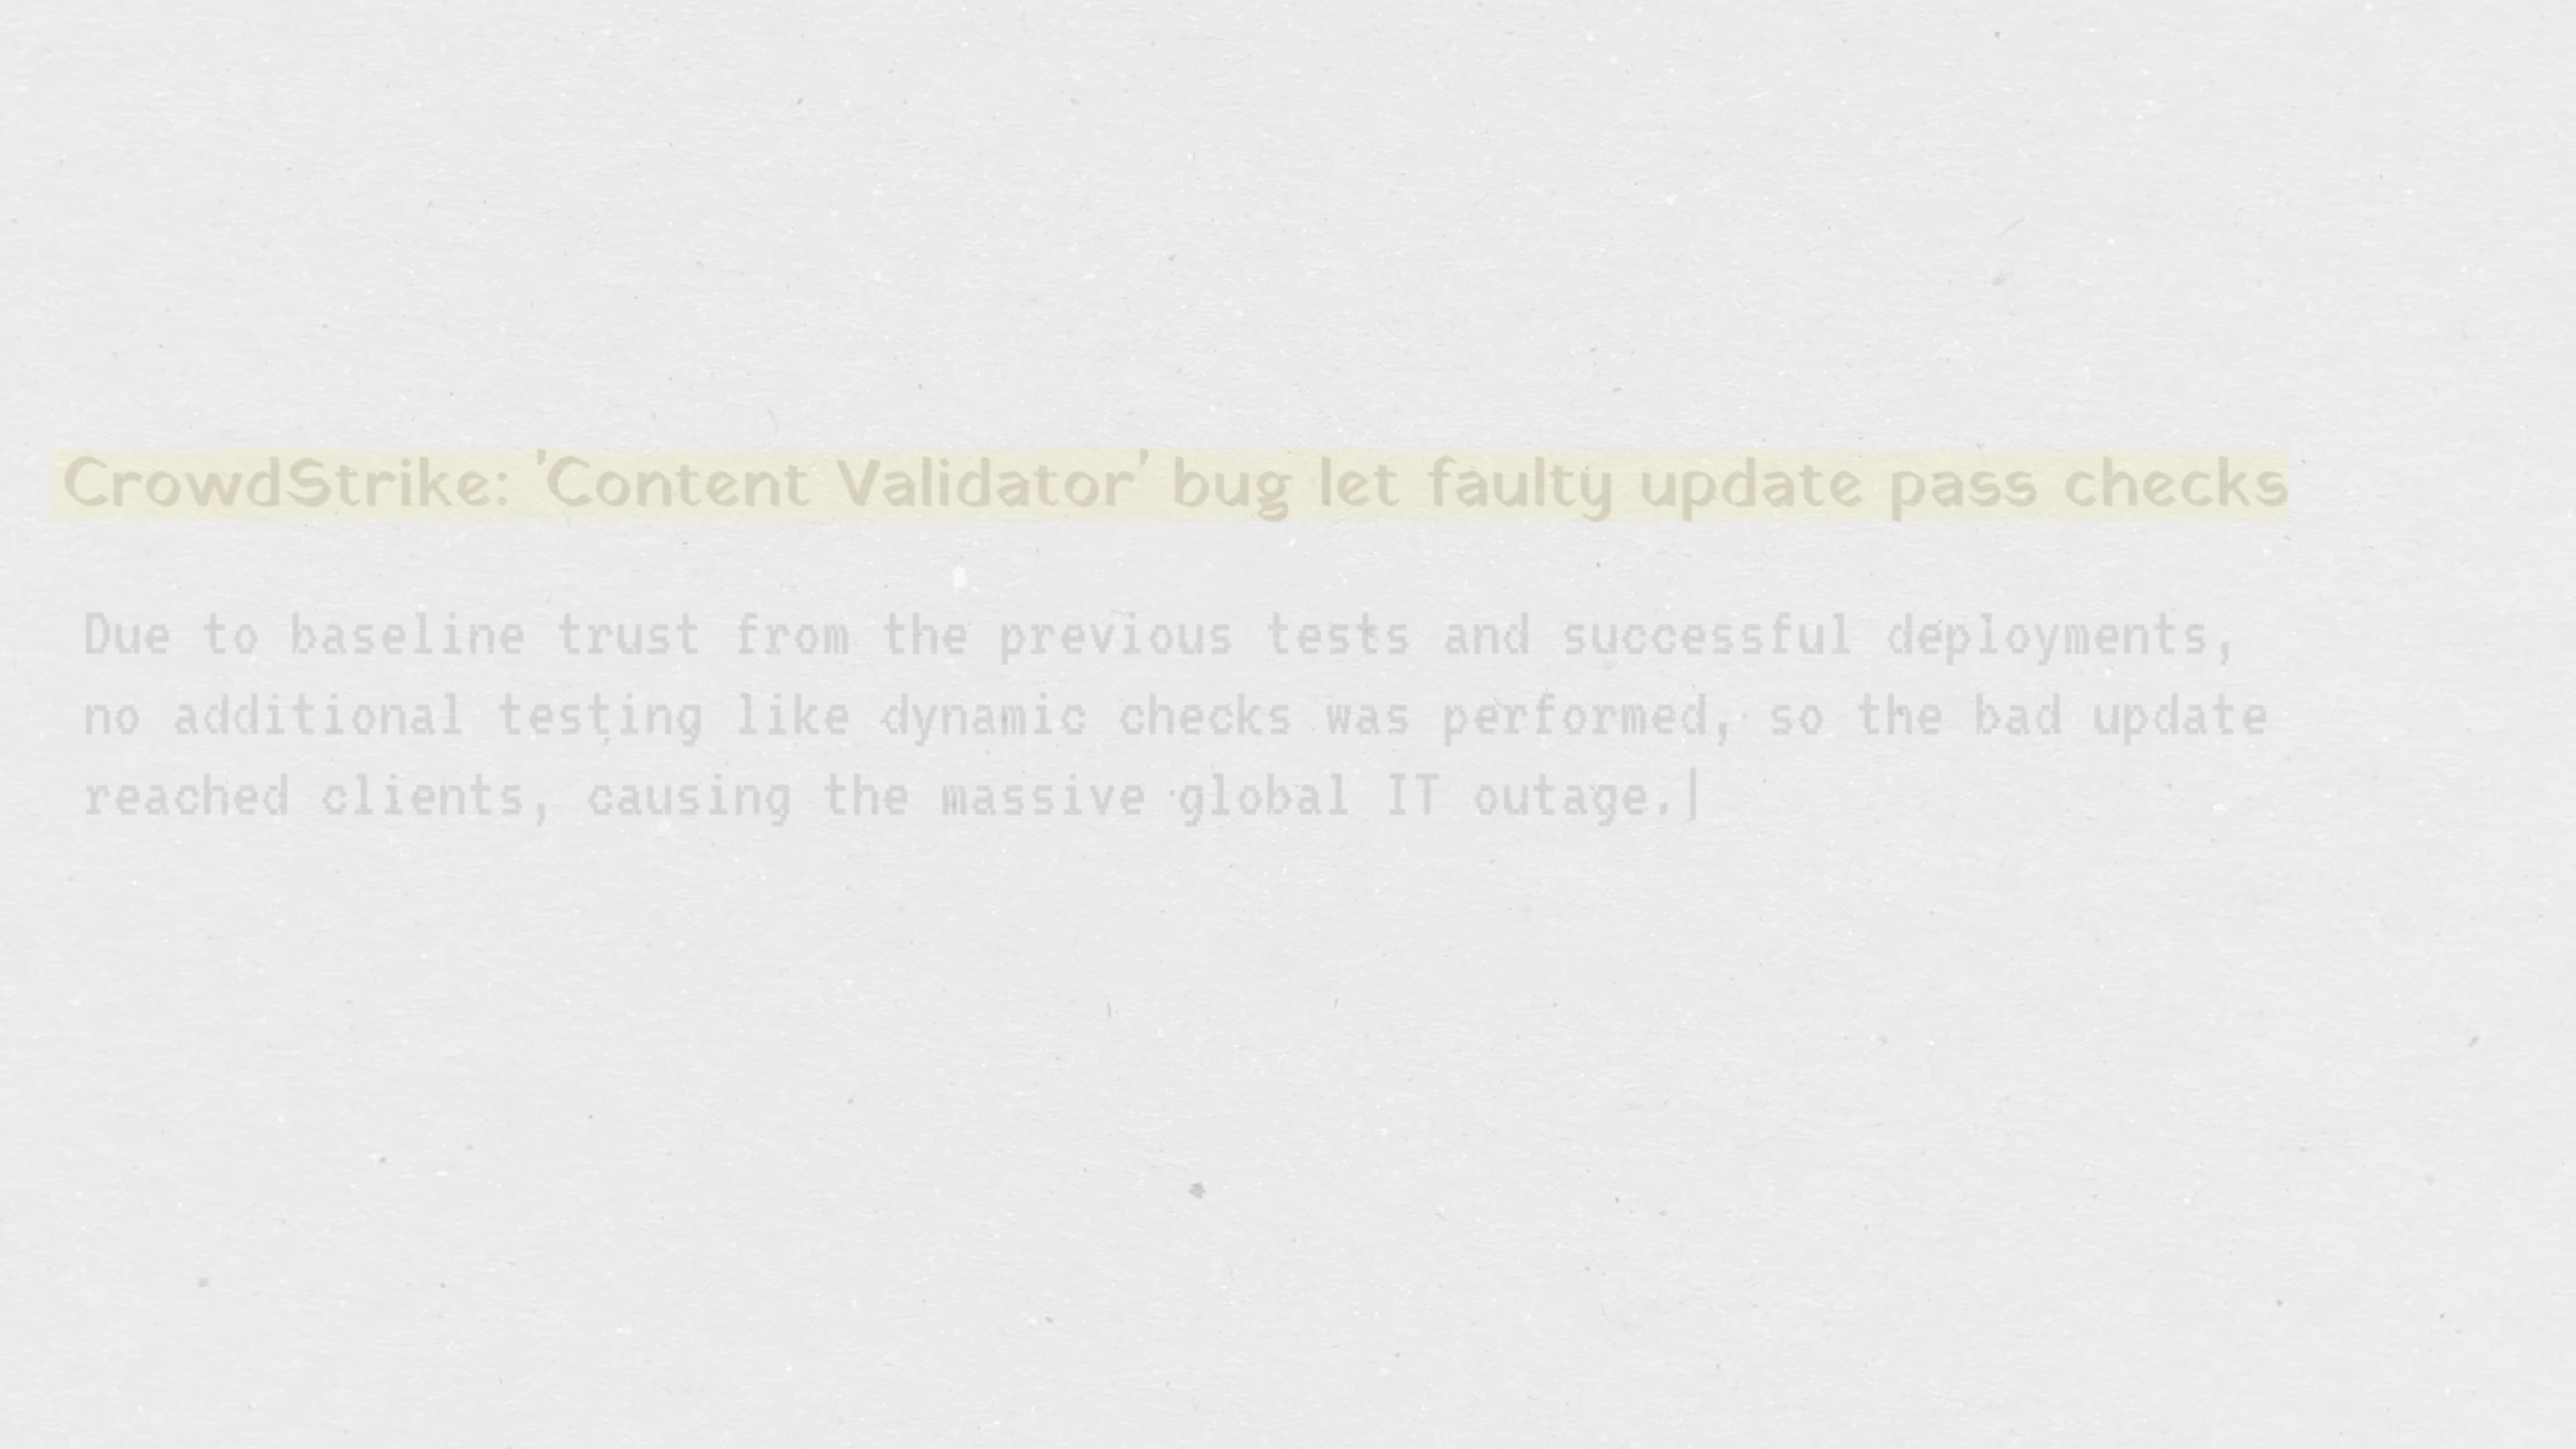 CrowdStrike: 'Content Validator' bug let faulty update pass checks
Due to baseline trust from the previous tests and successful deployments,
no additional testing like dynamic checks was performed, so the bad update
reached clients, causing the massive global IT outage.|